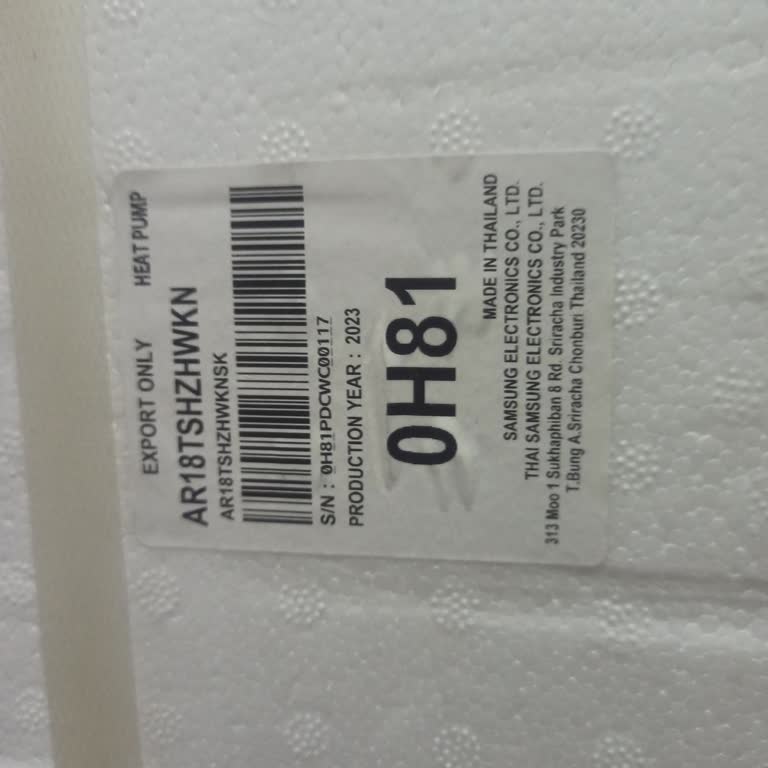 EXPORT ONLY HEAT PUMP
AR18TSHZHWKN
AR18TSHZHWKNSK
S/N : 0H81PDCWC00117
PRODUCTION YEAR : 2023
0H81
MADE IN THAILAND
SAMSUNG ELECTRONICS CO., LTD.
THAI SAMSUNG ELECTRONICS CO., LTD.
313 Moo 1 Sukhaphiban 8 Rd. Sriracha Industry Park
T.Bung A.Sriracha Chonburi Thailand 20230